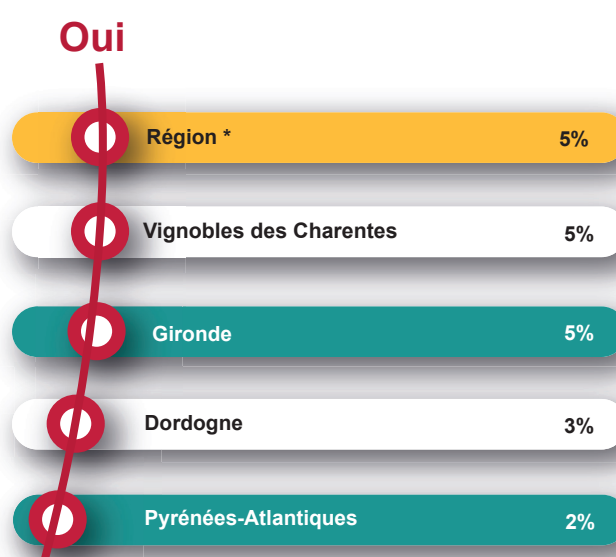 Oui
Région * 5%
Vignobles des Charentes 5%
Gironde 5%
Dordogne 3%
Pyrénées-Atlantiques 2%